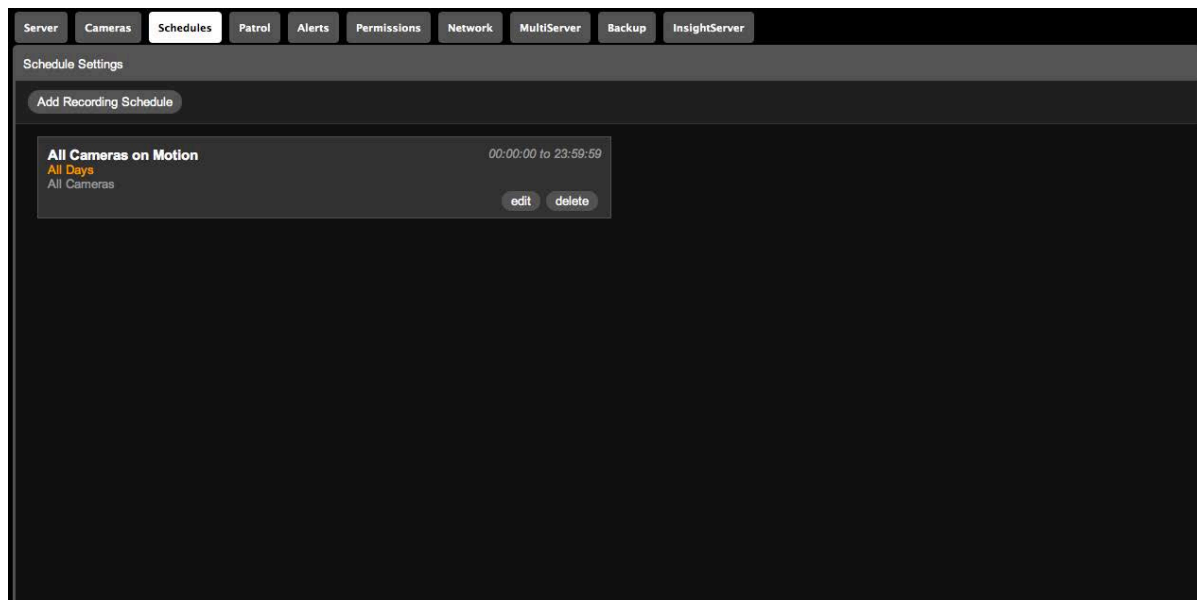 Server Cameras Schedules Patrol Alerts Permissions Network MultiServer Backup InsightServer
Schedule Settings
Add Recording Schedule
All Cameras on Motion 00:00:00 to 23:59:59
All Days
All Cameras
edit delete